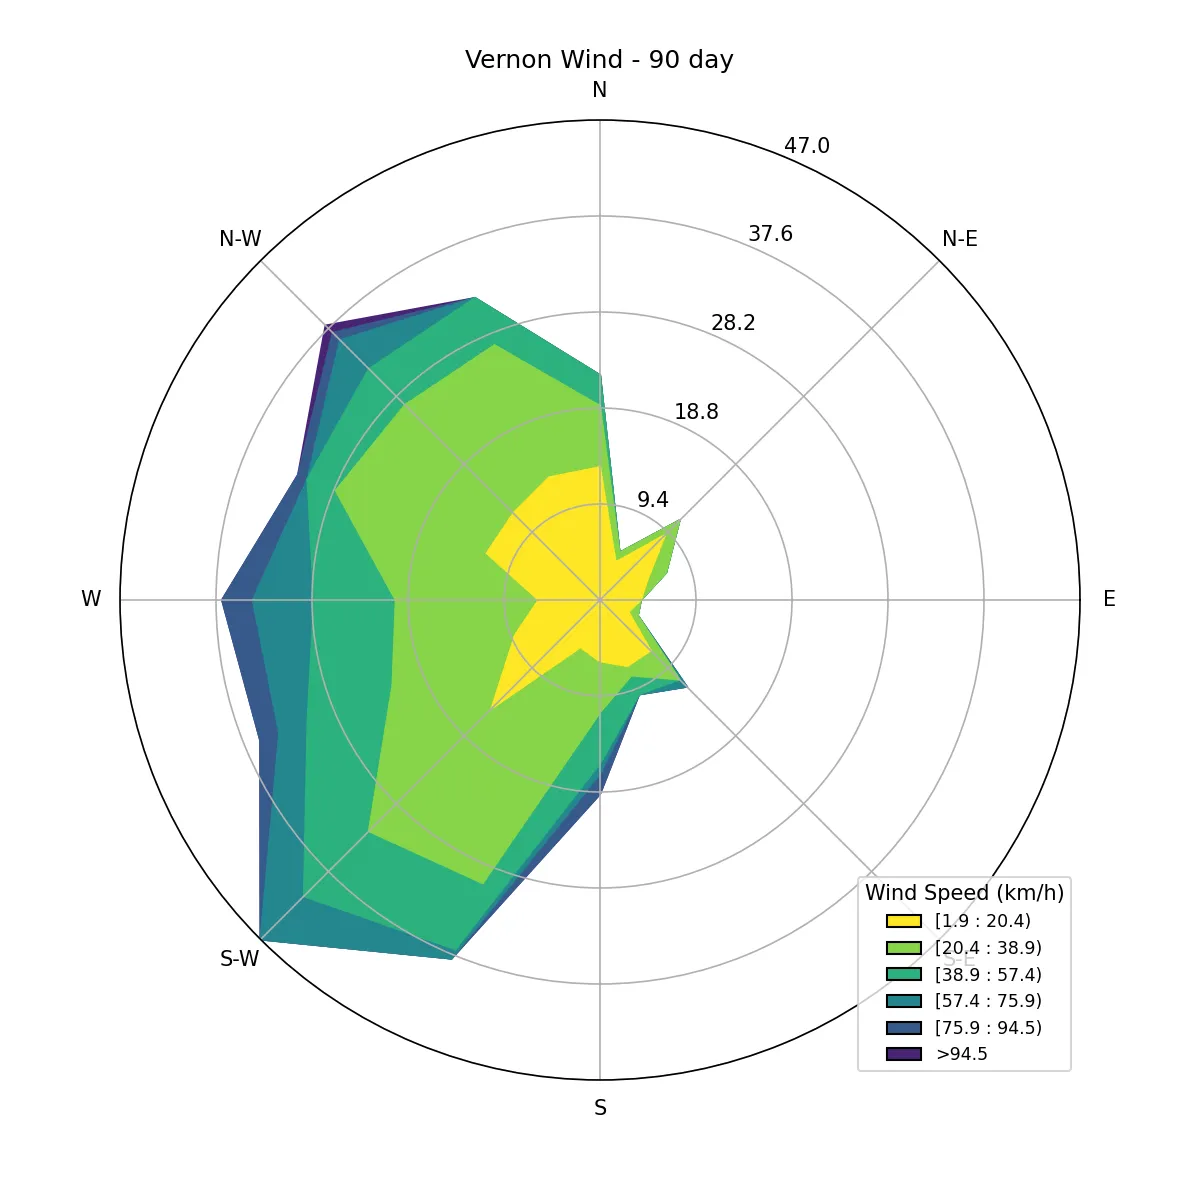 Vernon Wind - 90 day
N
47.0
N-W
37.6
N-E
28.2
18.8
9.4
W
E
S-W
S-E
S
Wind Speed (km/h)
[1.9 : 20.4)
[20.4 : 38.9)
[38.9 : 57.4)
[57.4 : 75.9)
[75.9 : 94.5)
>94.5